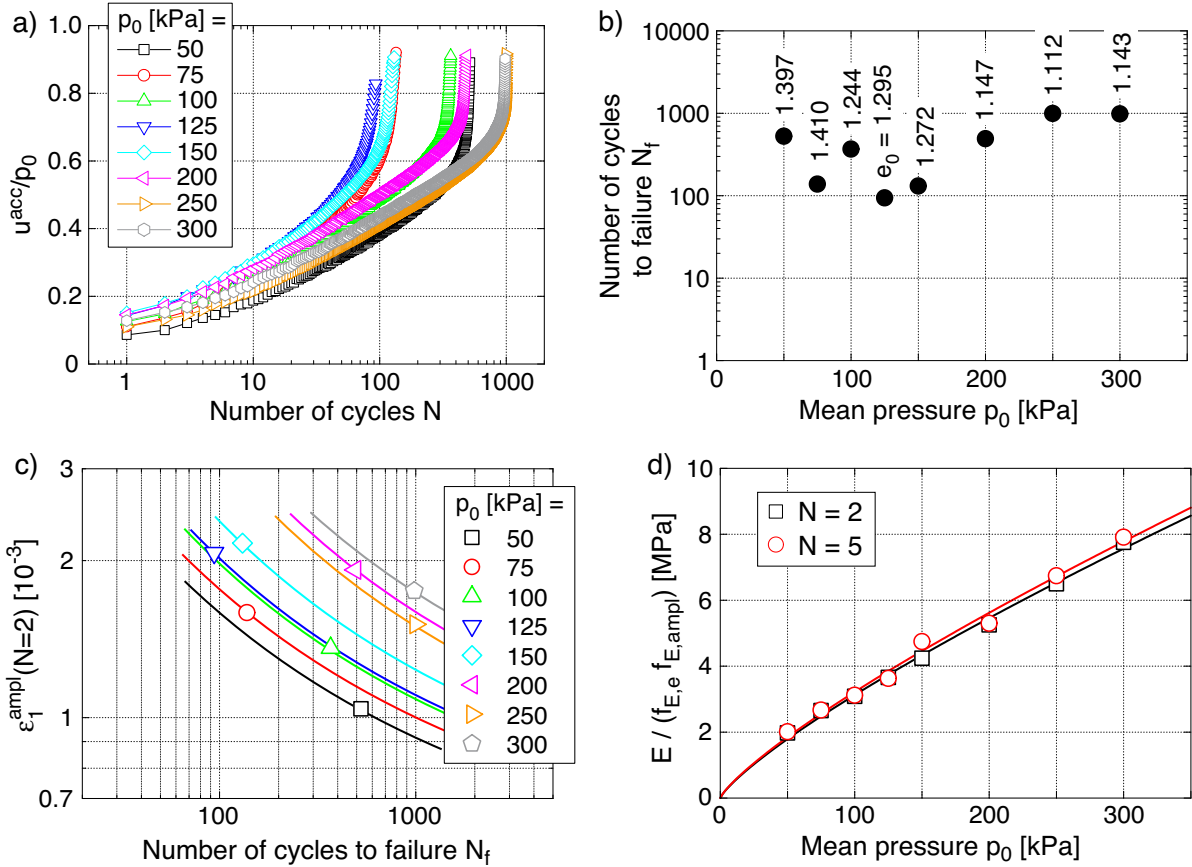 a)
p0 [kPa] =
50
75
100
125
150
200
250
300
1.0
0.8
0.6
0.4
0.2
0
u^acc/p0
1 10 100 1000
Number of cycles N
b)
10000
1000
100
10
1
Number of cycles
to failure Nf
1.397
1.410
1.244
e0 = 1.295
1.272
1.147
1.112
1.143
0 100 200 300
Mean pressure p0 [kPa]
c)
3
2
1
0.7
ε1^ampl(N=2) [10^-3]
p0 [kPa] =
50
75
100
125
150
200
250
300
100 1000
Number of cycles to failure Nf
d)
10
8
6
4
2
0
E / (fE,e fE,ampl) [MPa]
N = 2
N = 5
0 50 100 150 200 250 300
Mean pressure p0 [kPa]